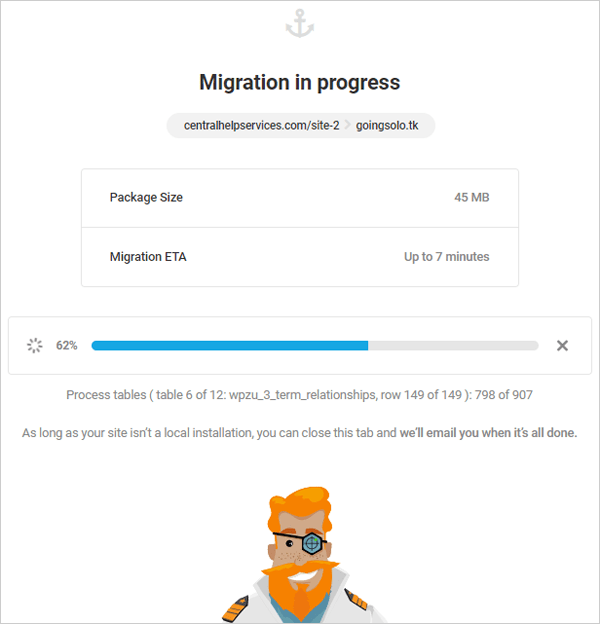 Migration in progress
centralhelpservices.com/site-2 > goingsolo.tk
Package Size 45 MB
Migration ETA Up to 7 minutes
62%
Process tables ( table 6 of 12: wpzu_3_term_relationships, row 149 of 149 ): 798 of 907
As long as your site isn’t a local installation, you can close this tab and we’ll email you when it’s all done.